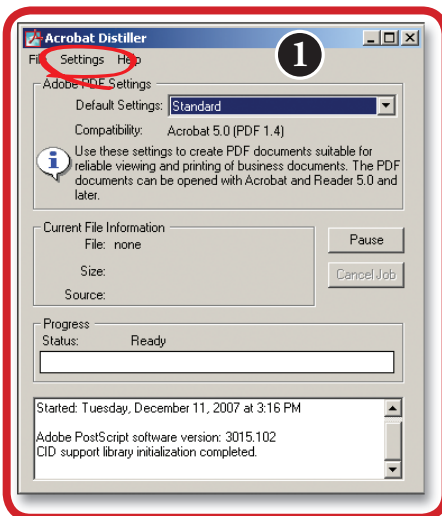 Acrobat Distiller
File Settings Help
1
Adobe PDF Settings
Default Settings: Standard
Compatibility: Acrobat 5.0 (PDF 1.4)
Use these settings to create PDF documents suitable for
reliable viewing and printing of business documents. The PDF
documents can be opened with Acrobat and Reader 5.0 and
later.
Current File Information
File: none
Pause
Size:
Cancel Job
Source:
Progress
Status: Ready
Started: Tuesday, December 11, 2007 at 3:16 PM
Adobe PostScript software version: 3015.102
CID support library initialization completed.